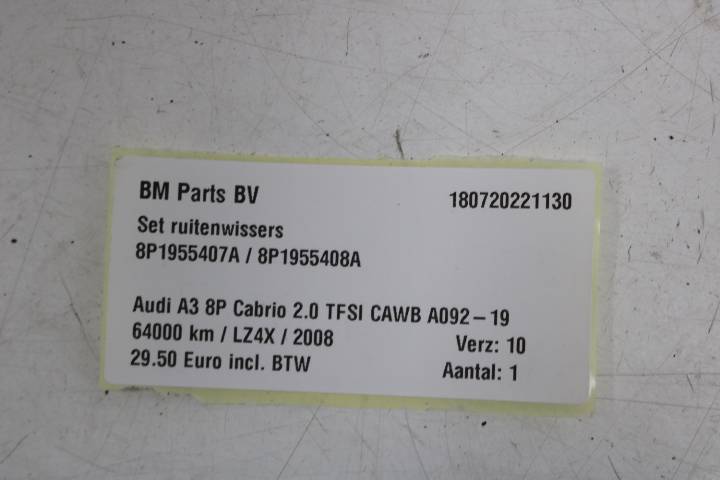 BM Parts BV 180720221130
Set ruitenwissers
8P1955407A / 8P1955408A
Audi A3 8P Cabrio 2.0 TFSI CAWB A092-19
64000 km / LZ4X / 2008 Verz: 10
29.50 Euro incl. BTW Aantal: 1